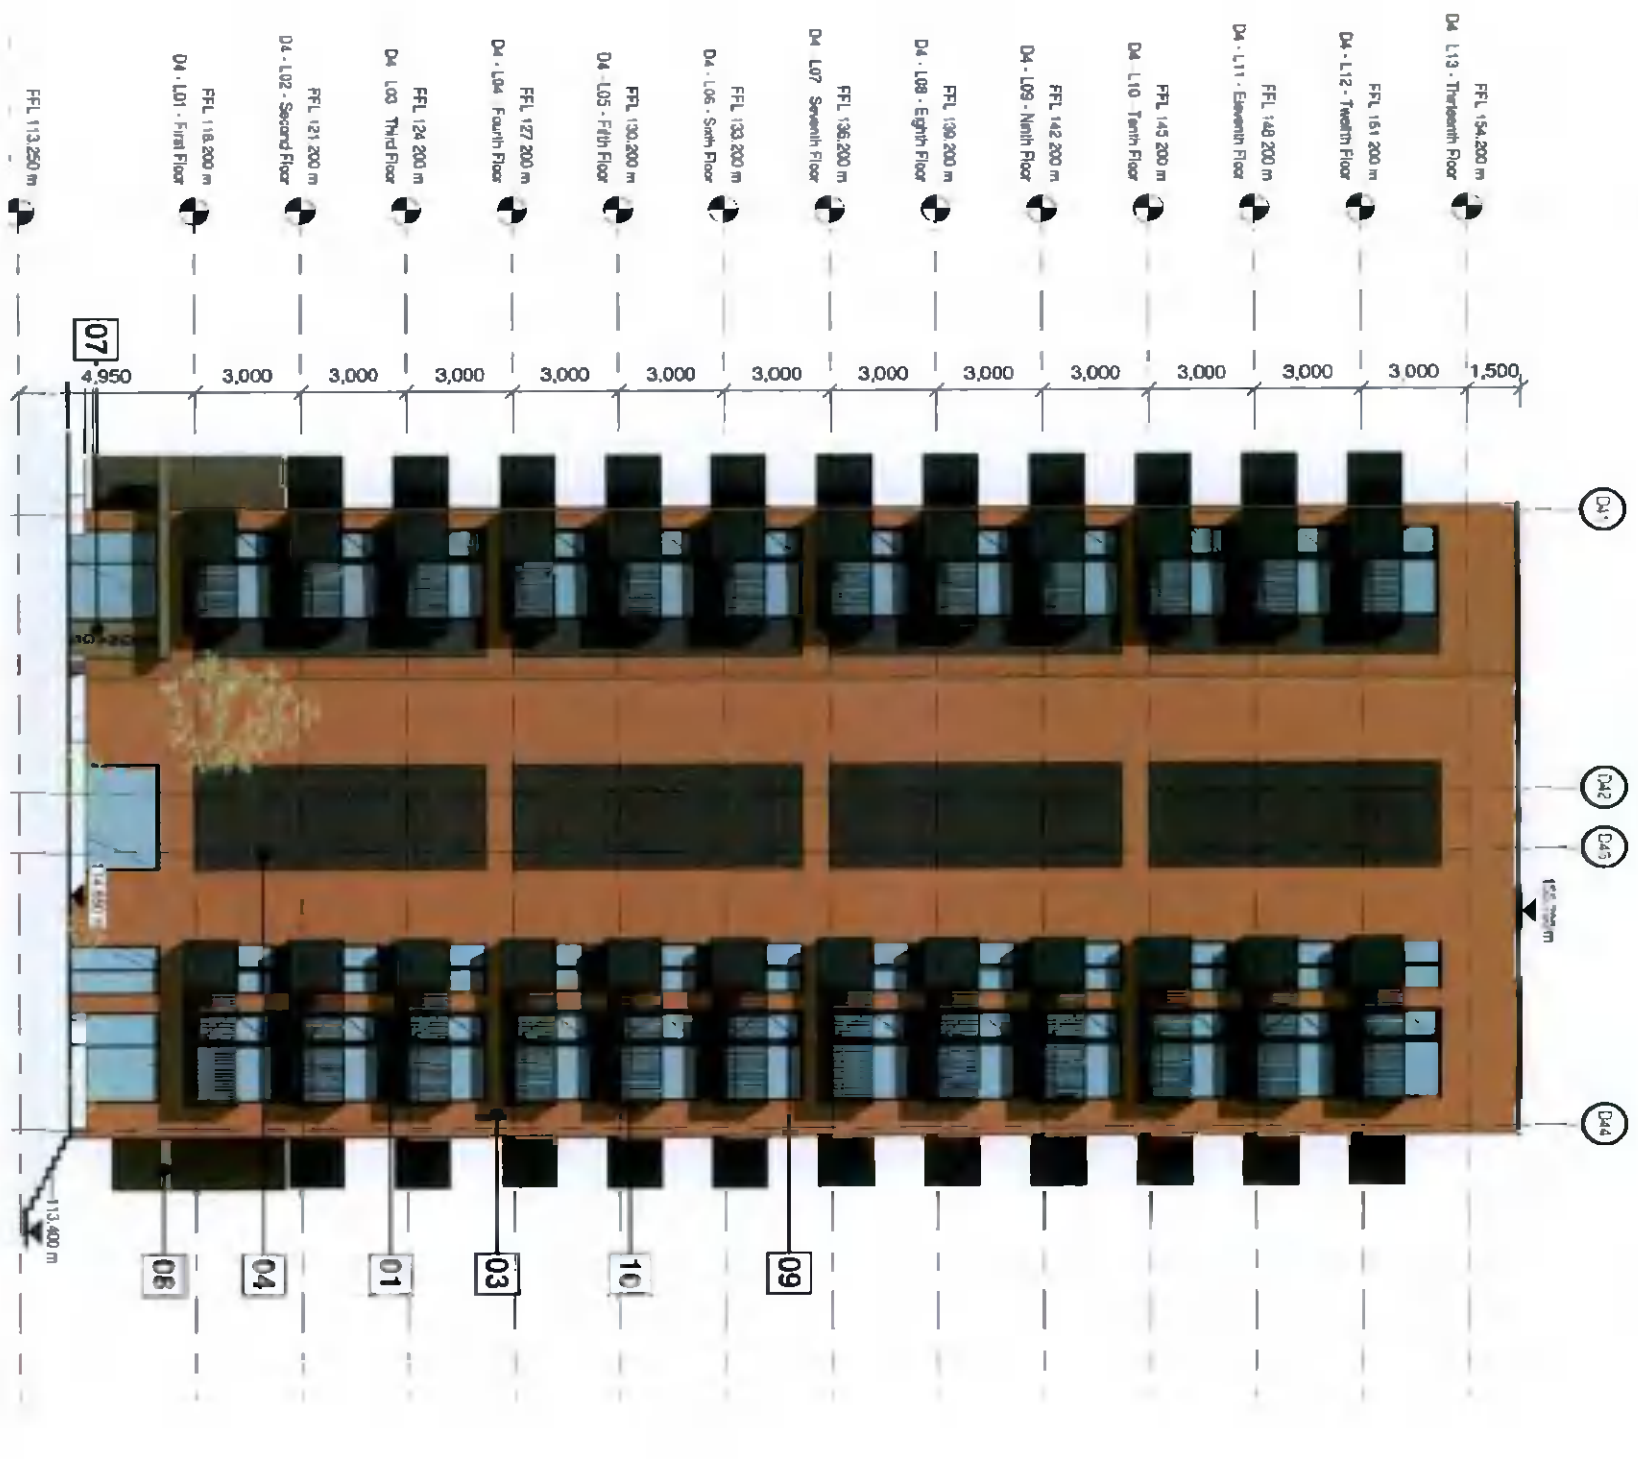 FFL 154.200 m
D4 L13 - Thirteenth Floor
FFL 151 200 m
D4 - L12 - Twelfth Floor
FFL 148 200 m
D4 - L11 - Eleventh Floor
FFL 145 200 m
D4 - L10 - Tenth Floor
FFL 142 200 m
D4 - L09 - Ninth Floor
FFL 139 200 m
D4 - L08 - Eighth Floor
FFL 136.200 m
D4 L07 Seventh Floor
FFL 133.200 m
D4 - L06 - Sixth Floor
FFL 130.200 m
D4 - L05 - Fifth Floor
FFL 127 200 m
D4 - L04 Fourth Floor
FFL 124 200 m
D4 L03 Third Floor
FFL 121.200 m
D4 - L02 - Second Floor
FFL 118.200 m
D4 - L01 - First Floor
FFL 113.250 m
1,500
3,000
3,000
3,000
3,000
3,000
3,000
3,000
3,000
3,000
3,000
3,000
3,000
4,950
07
D41
D42
D46
D44
114.650
113.400 m
09
10
03
01
04
08